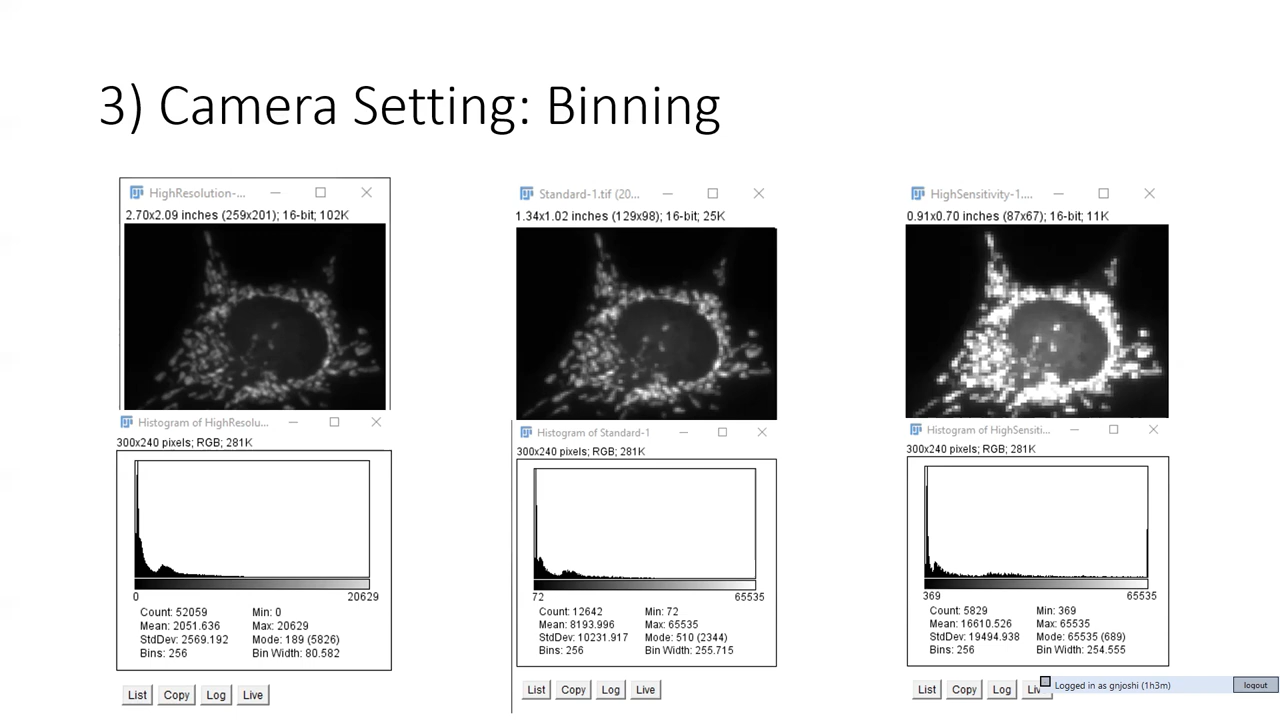 3) Camera Setting: Binning
HighResolution-...
2.70x2.09 inches (259x201); 16-bit; 102K
Histogram of HighResolu...
300x240 pixels; RGB; 281K
0 20629
Count: 52059 Min: 0
Mean: 2051.636 Max: 20629
StdDev: 2569.192 Mode: 189 (5826)
Bins: 256 Bin Width: 80.582
List Copy Log Live
Standard-1.tif (20...
1.34x1.02 inches (129x98); 16-bit; 25K
Histogram of Standard-1
300x240 pixels; RGB; 281K
72 65535
Count: 12642 Min: 72
Mean: 8193.996 Max: 65535
StdDev: 10231.917 Mode: 510 (2344)
Bins: 256 Bin Width: 255.715
List Copy Log Live
HighSensitivity-1....
0.91x0.70 inches (87x67); 16-bit; 11K
Histogram of HighSensiti...
300x240 pixels; RGB; 281K
369 65535
Count: 5829 Min: 369
Mean: 16610.526 Max: 65535
StdDev: 19494.938 Mode: 65535 (689)
Bins: 256 Bin Width: 254.555
List Copy Log
Logged in as gnjoshi (1h3m) logout